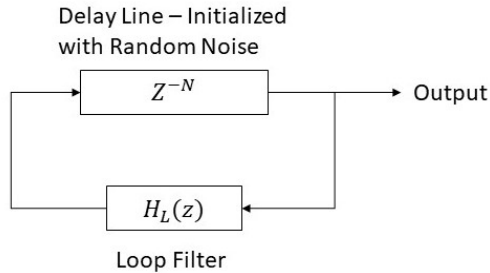 Delay Line – Initialized
with Random Noise
Z^{-N}
Output
H_L(z)
Loop Filter